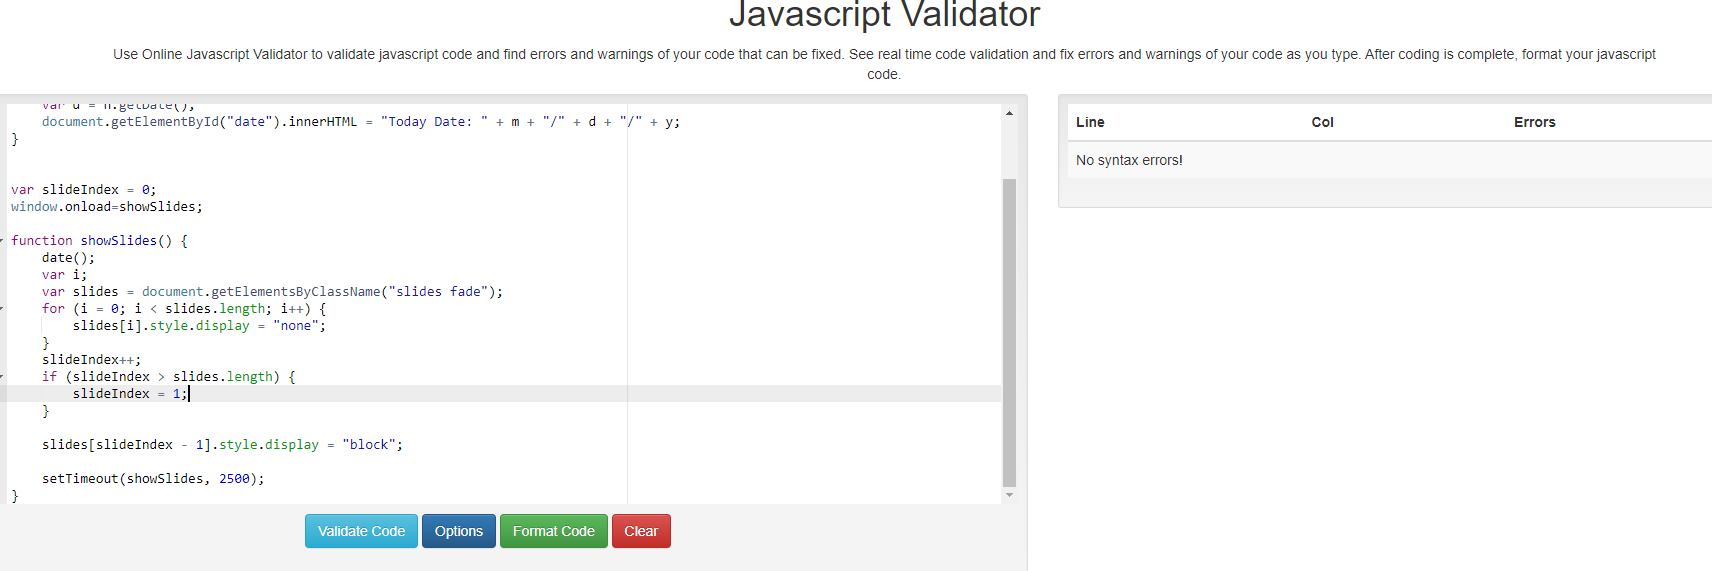 Javascript Validator
Use Online Javascript Validator to validate javascript code and find errors and warnings of your code that can be fixed. See real time code validation and fix errors and warnings of your code as you type. After coding is complete, format your javascript
code.
var d = n.getDate(),
document.getElementById("date").innerHTML = "Today Date: " + m + "/" + d + "/" + y;
}
var slideIndex = 0;
window.onload=showSlides;
function showSlides() {
date();
var i;
var slides = document.getElementsByClassName("slides fade");
for (i = 0; i < slides.length; i++) {
slides[i].style.display = "none";
}
slideIndex++;
if (slideIndex > slides.length) {
slideIndex = 1;
}
slides[slideIndex - 1].style.display = "block";
setTimeout(showSlides, 2500);
}
Validate Code Options Format Code Clear
Line Col Errors
No syntax errors!